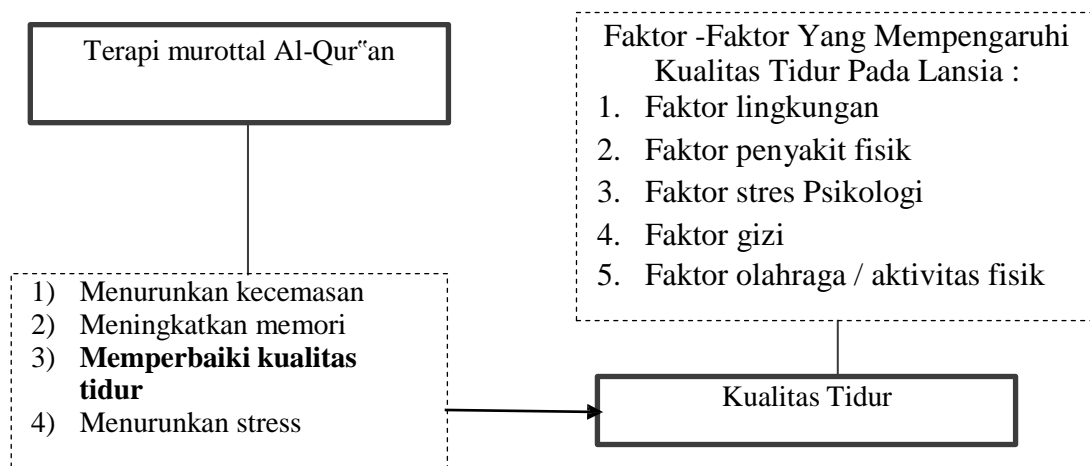 Terapi murottal Al-Qur‟an
Faktor -Faktor Yang Mempengaruhi
Kualitas Tidur Pada Lansia :
1. Faktor lingkungan
2. Faktor penyakit fisik
3. Faktor stres Psikologi
4. Faktor gizi
5. Faktor olahraga / aktivitas fisik
1) Menurunkan kecemasan
2) Meningkatkan memori
3) Memperbaiki kualitas
tidur
4) Menurunkan stress
Kualitas Tidur